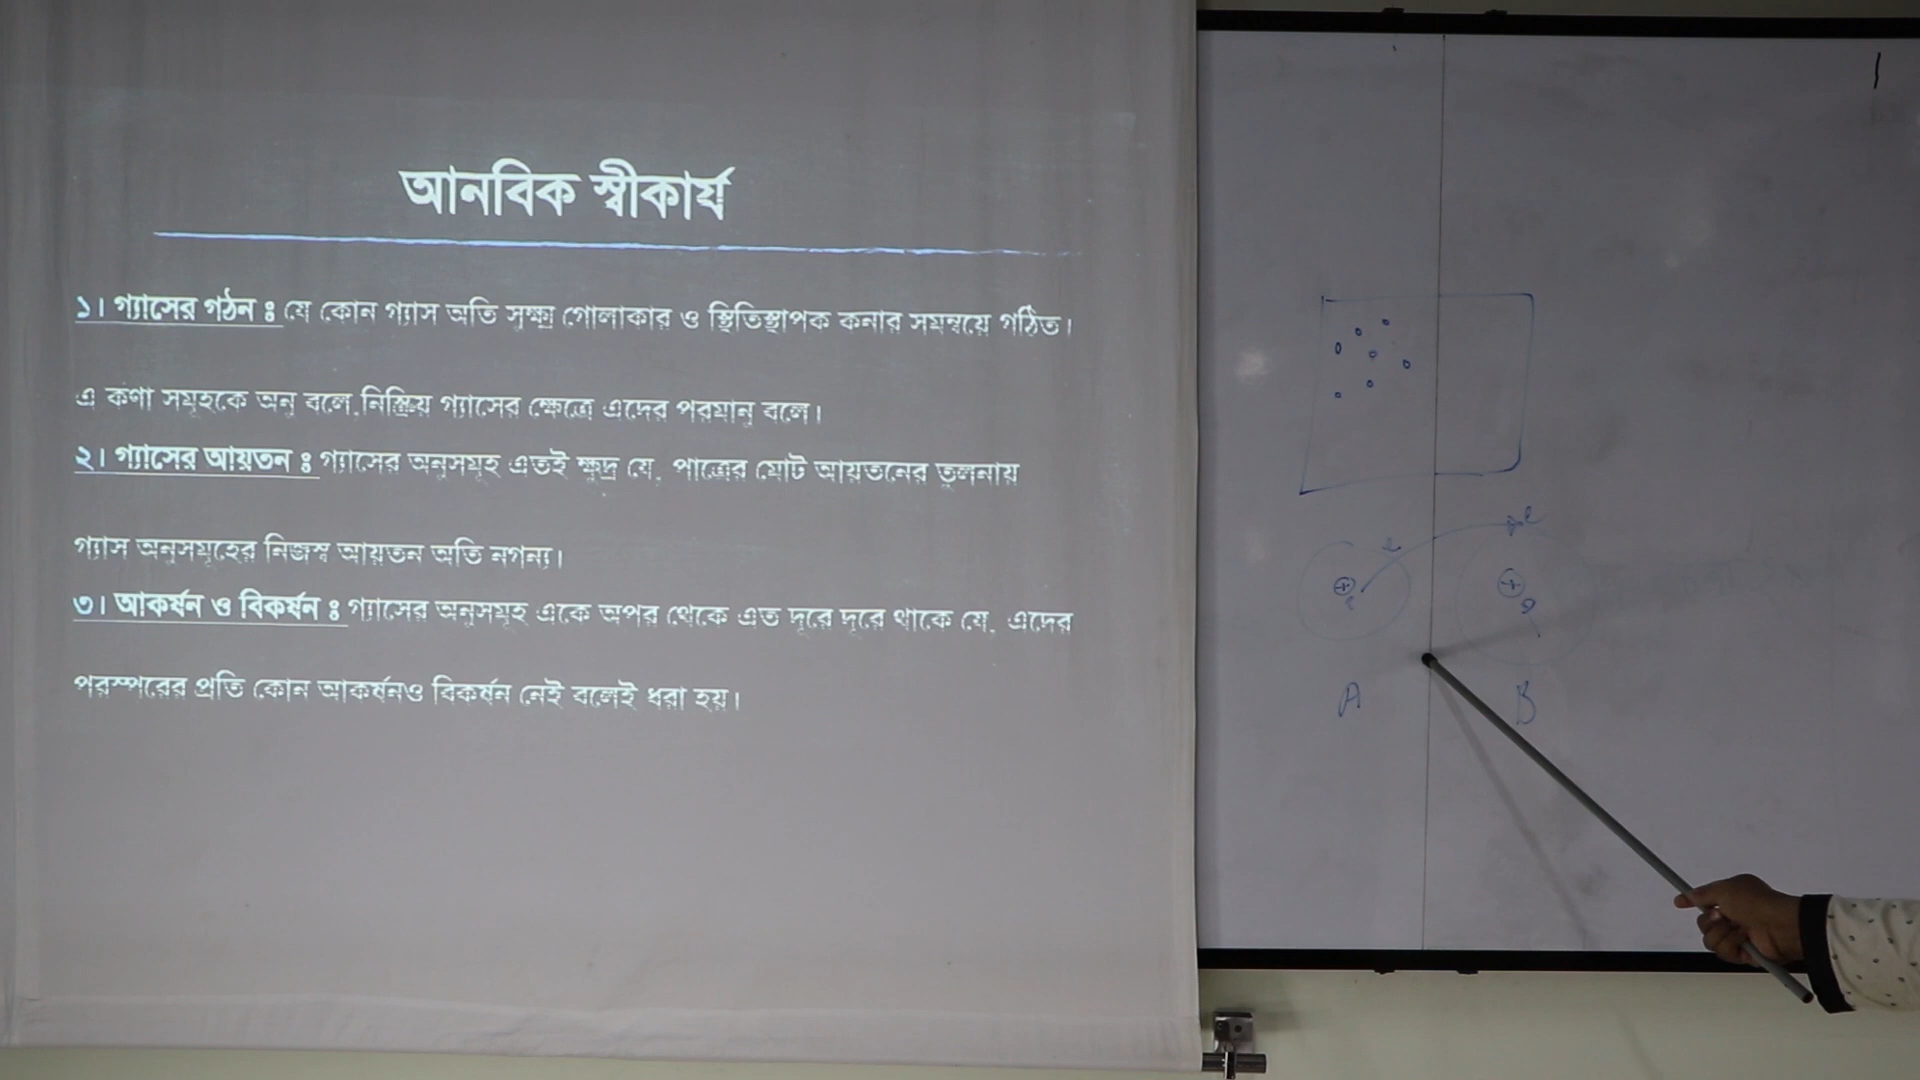 আনবিক স্বীকার্য
১। গ্যাসের গঠন ঃ যে কোন গ্যাস অতি সুক্ষ্ম গোলাকার ও স্থিতিস্থাপক কনার সমন্বয়ে গঠিত।
এ কণা সমূহকে অনু বলে, নিষ্ক্রিয় গ্যাসের ক্ষেত্রে এদের পরমানু বলে।
২। গ্যাসের আয়তন ঃ গ্যাসের অনুসমূহ এতই ক্ষুদ্র যে, পাত্রের মোট আয়তনের তুলনায়
গ্যাস অনুসমূহের নিজস্ব আয়তন অতি নগন্য।
৩। আকর্ষন ও বিকর্ষন ঃ গ্যাসের অনুসমূহ একে অপর থেকে এত দূরে দূরে থাকে যে, এদের
পরস্পরের প্রতি কোন আকর্ষনও বিকর্ষন নেই বলেই ধরা হয়।
A B